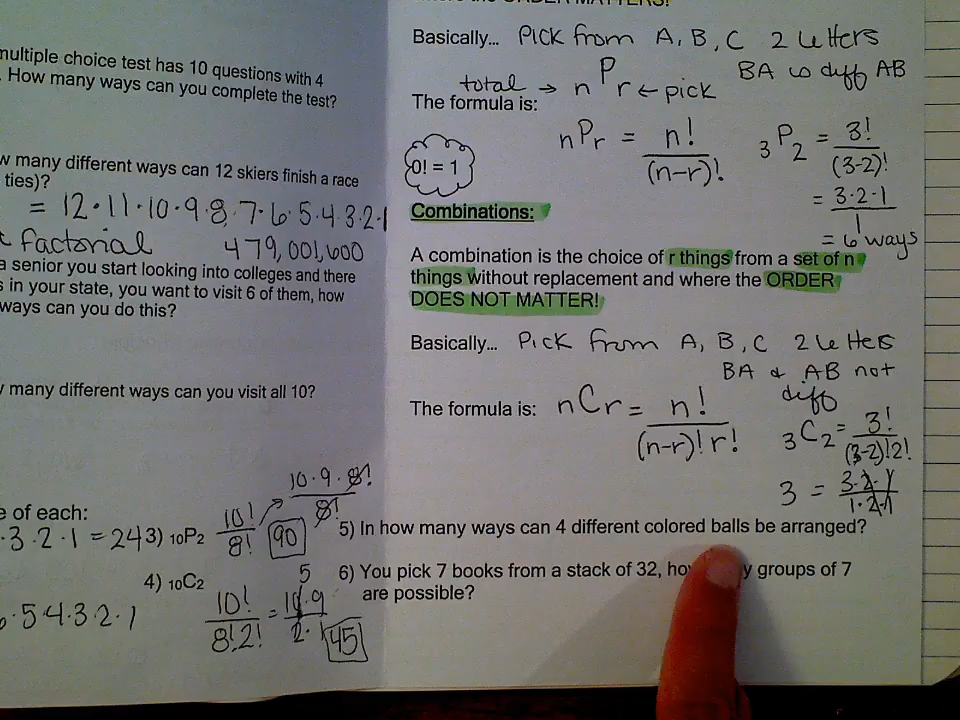 multiple choice test has 10 questions with 4
. How many ways can you complete the test?
w many different ways can 12 skiers finish a race
ties)?
= 12·11·10·9·8·7·6·5·4·3·2·1
factorial 479,001,600
a senior you start looking into colleges and there
s in your state, you want to visit 6 of them, how
ways can you do this?
y many different ways can you visit all 10?
e of each:
·3·2·1 = 24
3) 10P2 10!/8! → 10·9·8!/8! 90
4) 10C2 10!/8!2! = 10·9/2·1 5 45
·5·4·3·2·1
ORDER MATTERS!
Basically... PICK from A, B, C 2 letters
BA is diff AB
total → nPr ← pick
The formula is:
0! = 1
nPr = n!/(n-r)!
3P2 = 3!/(3-2)!
= 3·2·1/1
= 6 ways
Combinations:
A combination is the choice of r things from a set of n
things without replacement and where the ORDER
DOES NOT MATTER!
Basically... Pick from A, B, C 2 letters
BA & AB not
diff
The formula is: nCr = n!/(n-r)!r!
3C2 = 3!/(3-2)!2!
3 = 3·2·1/1·2·1
5) In how many ways can 4 different colored balls be arranged?
6) You pick 7 books from a stack of 32, y groups of 7
are possible?